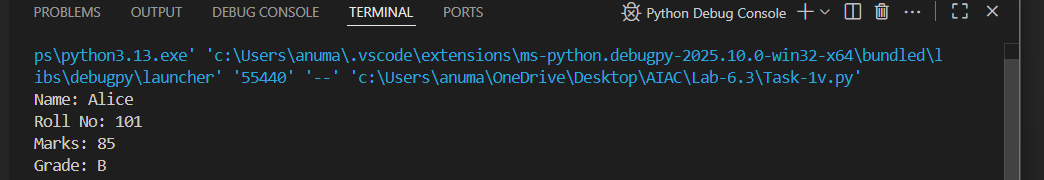 PROBLEMS OUTPUT DEBUG CONSOLE TERMINAL PORTS Python Debug Console
ps\python3.13.exe' 'c:\Users\anuma\.vscode\extensions\ms-python.debugpy-2025.10.0-win32-x64\bundled\l
ibs\debugpy\launcher' '55440' '--' 'c:\Users\anuma\OneDrive\Desktop\AIAC\Lab-6.3\Task-1v.py'
Name: Alice
Roll No: 101
Marks: 85
Grade: B